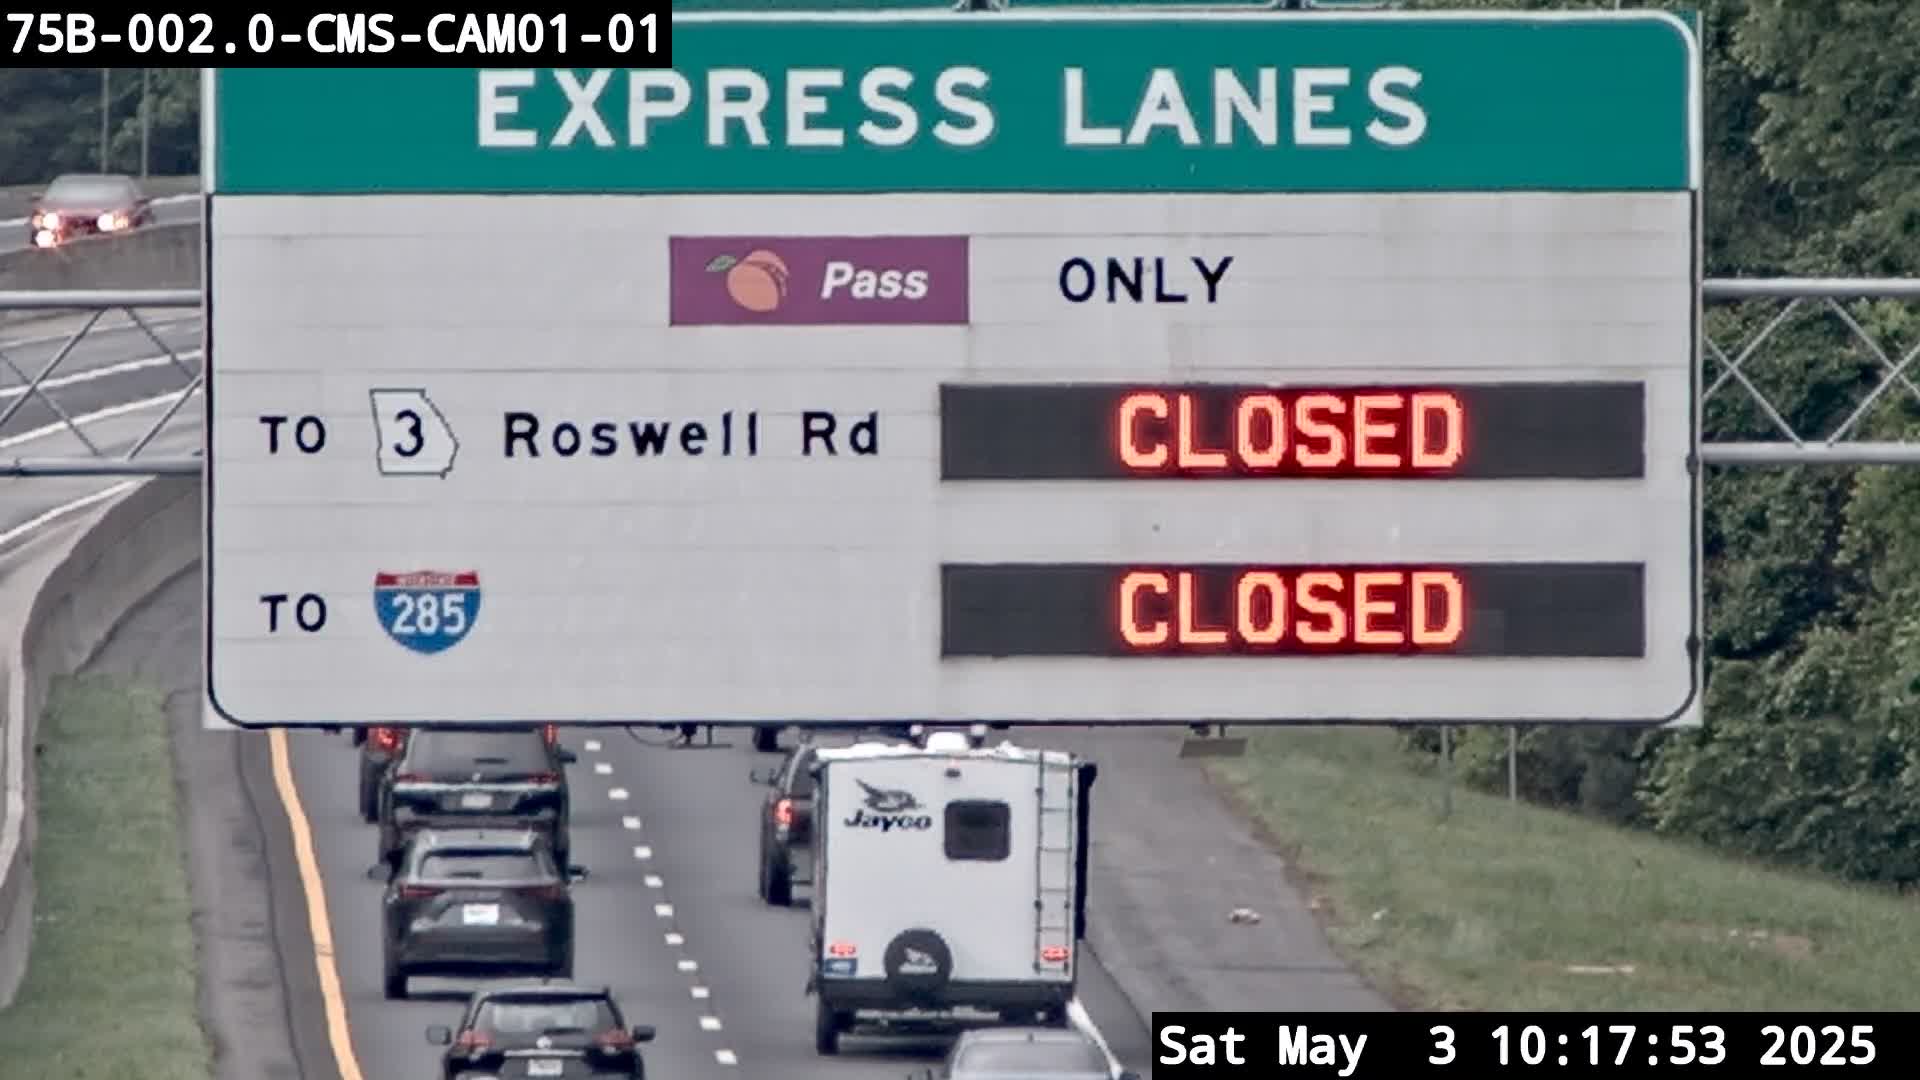 75B-002.0-CMS-CAM01-01
EXPRESS LANES
Pass ONLY
TO 3 Roswell Rd CLOSED
TO 285 CLOSED
Jayco
Sat May 3 10:17:53 2025